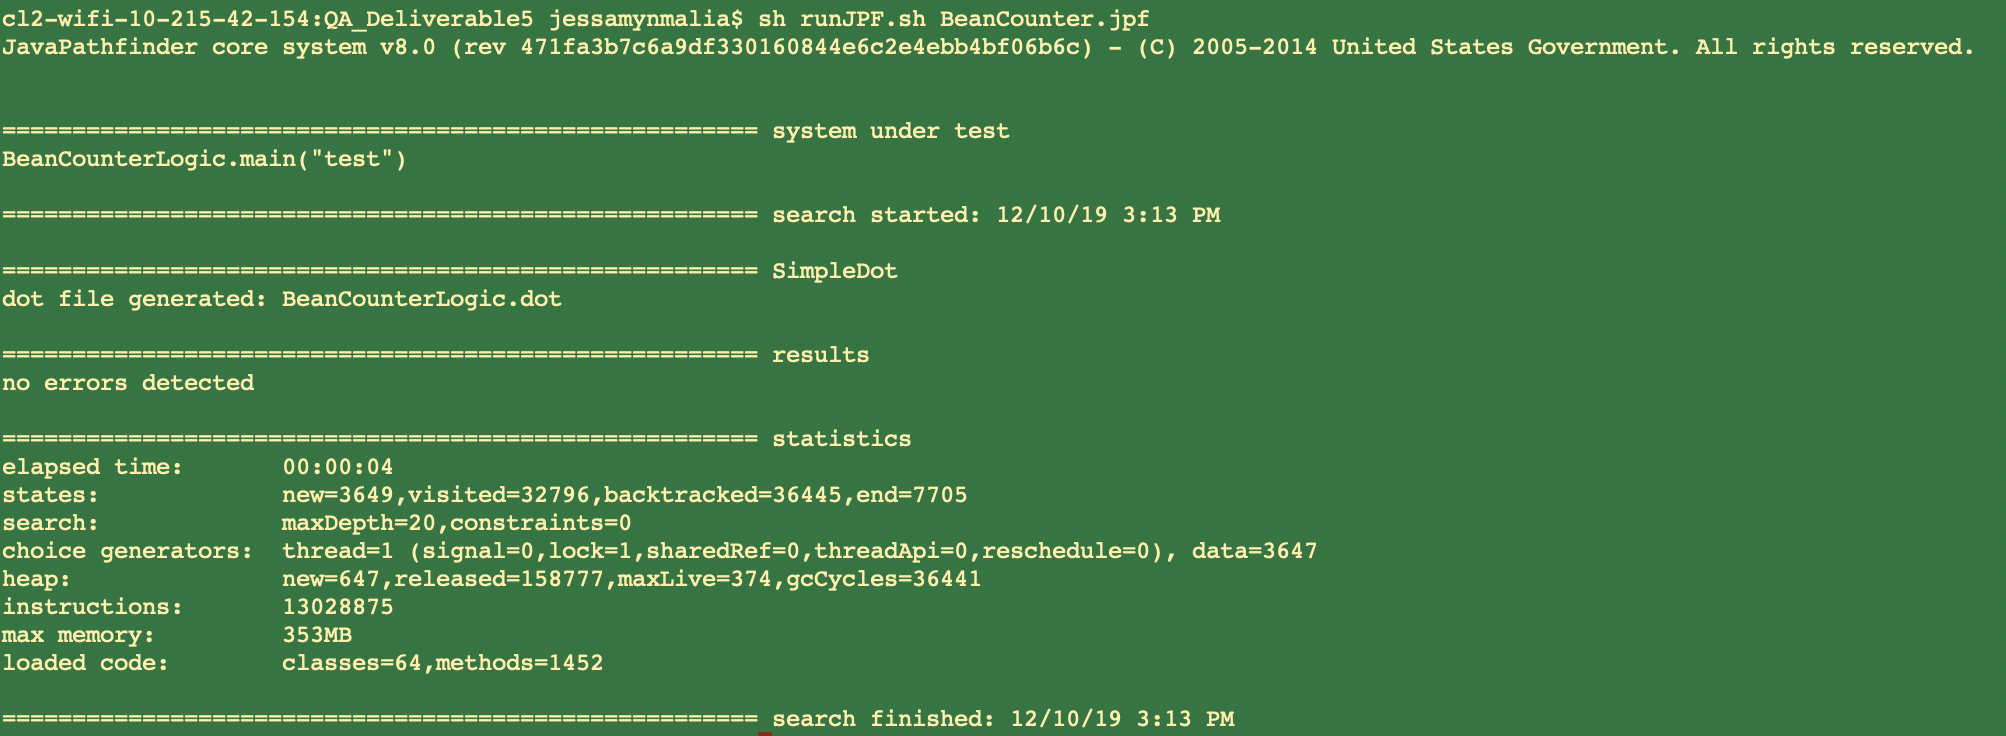 cl2-wifi-10-215-42-154:QA_Deliverable5 jessamynmalia$ sh runJPF.sh BeanCounter.jpf
JavaPathfinder core system v8.0 (rev 471fa3b7c6a9df330160844e6c2e4ebb4bf06b6c) - (C) 2005-2014 United States Government. All rights reserved.
====================================================== system under test
BeanCounterLogic.main("test")
====================================================== search started: 12/10/19 3:13 PM
====================================================== SimpleDot
dot file generated: BeanCounterLogic.dot
====================================================== results
no errors detected
====================================================== statistics
elapsed time:       00:00:04
states:             new=3649,visited=32796,backtracked=36445,end=7705
search:             maxDepth=20,constraints=0
choice generators:  thread=1 (signal=0,lock=1,sharedRef=0,threadApi=0,reschedule=0), data=3647
heap:               new=647,released=158777,maxLive=374,gcCycles=36441
instructions:       13028875
max memory:         353MB
loaded code:        classes=64,methods=1452
====================================================== search finished: 12/10/19 3:13 PM